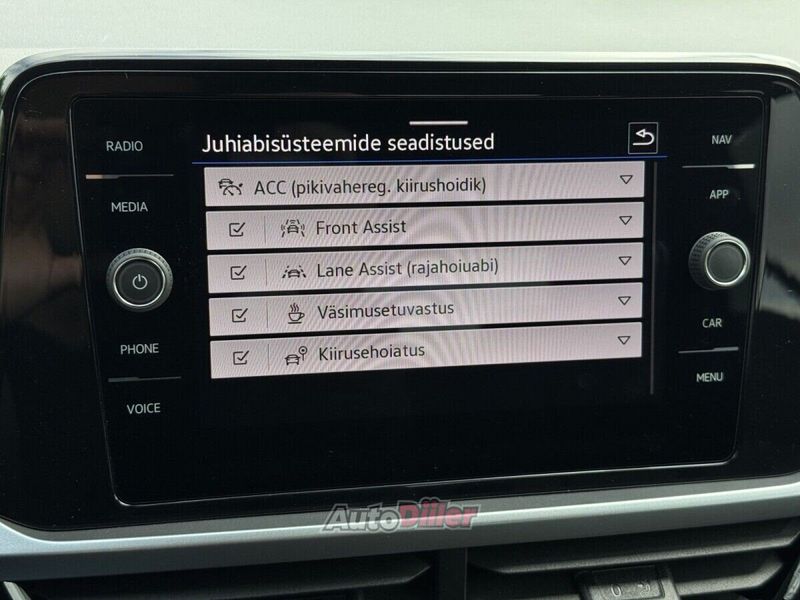 Juhiabisüsteemide seadistused
RADIO
MEDIA
PHONE
VOICE
ACC (pikivahereg. kiirushoidik)
Front Assist
Lane Assist (rajahoiuabi)
Väsimusetuvastus
Kiirusehoiatus
NAV
APP
CAR
MENU
AutoDiller